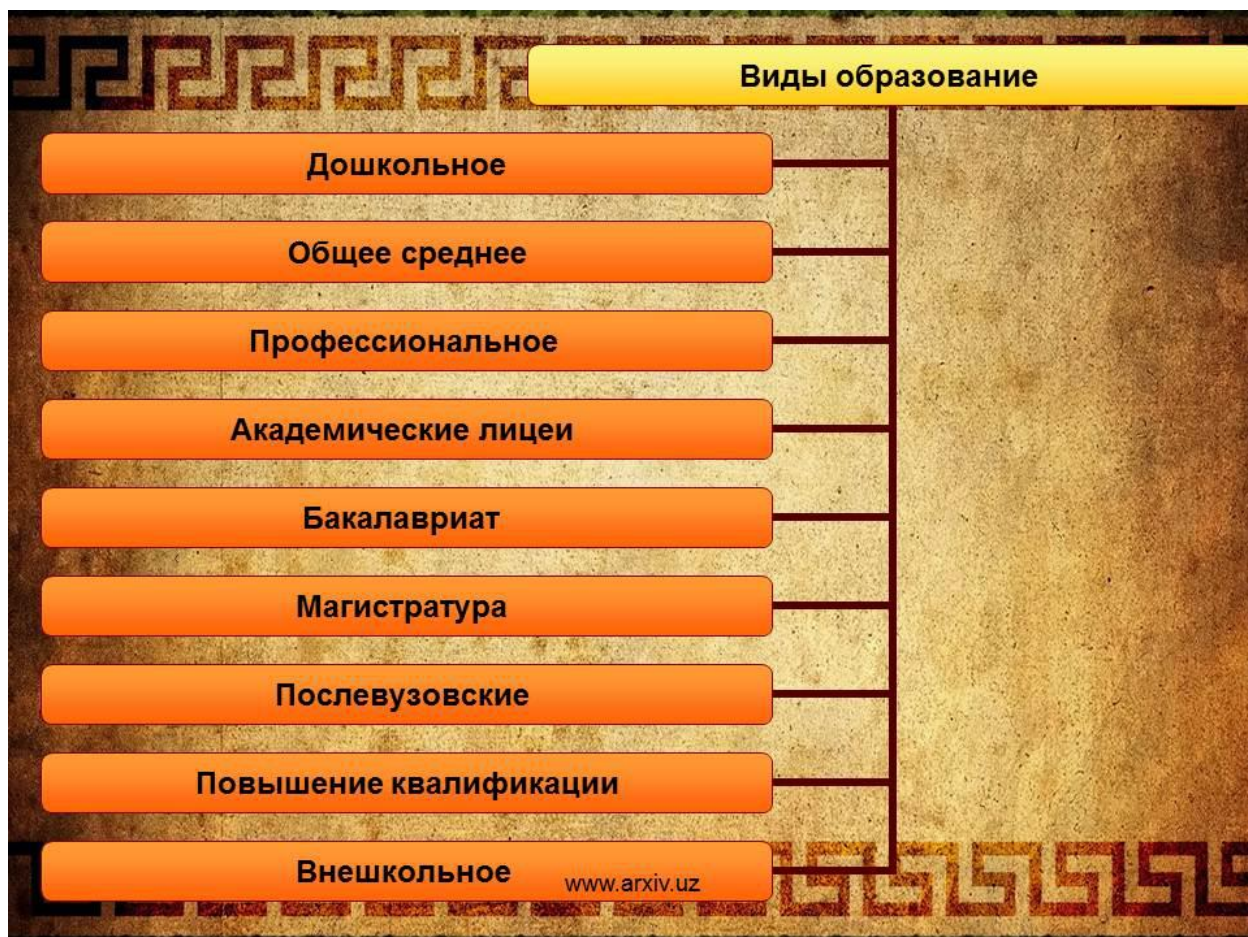 Виды образование
Дошкольное
Общее среднее
Профессиональное
Академические лицеи
Бакалавриат
Магистратура
Послевузовские
Повышение квалификации
Внешкольное
www.arxiv.uz